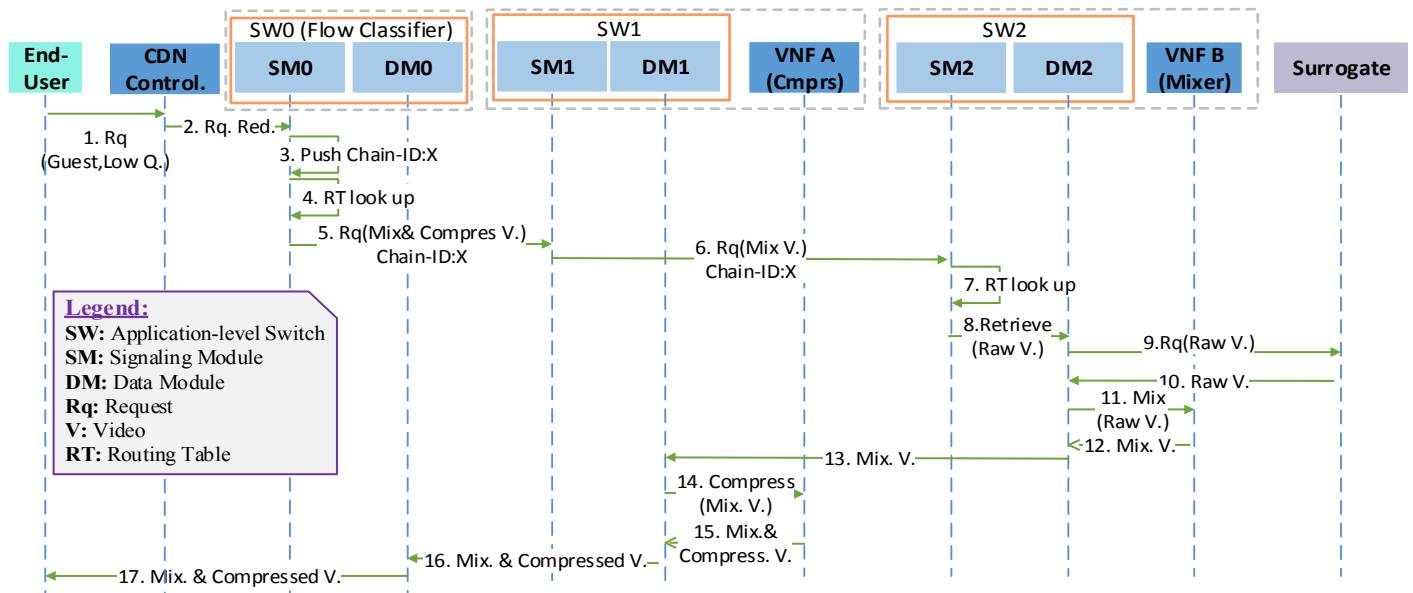 SW0 (Flow Classifier)
SW1
SW2
End-
User
CDN
Control.
SM0
DM0
SM1
DM1
VNF A
(Cmprs)
SM2
DM2
VNF B
(Mixer)
Surrogate
1. Rq
(Guest,Low Q.)
2. Rq. Red.
3. Push Chain-ID:X
4. RT look up
5. Rq(Mix& Compres V.)
Chain-ID:X
6. Rq(Mix V.)
Chain-ID:X
7. RT look up
8.Retrieve
(Raw V.)
9.Rq(Raw V.)
10. Raw V.
11. Mix
(Raw V.)
12. Mix. V.
13. Mix. V.
14. Compress
(Mix. V.)
15. Mix.&
Compress. V.
16. Mix. & Compressed V.
17. Mix. & Compressed V.
Legend:
SW: Application-level Switch
SM: Signaling Module
DM: Data Module
Rq: Request
V: Video
RT: Routing Table